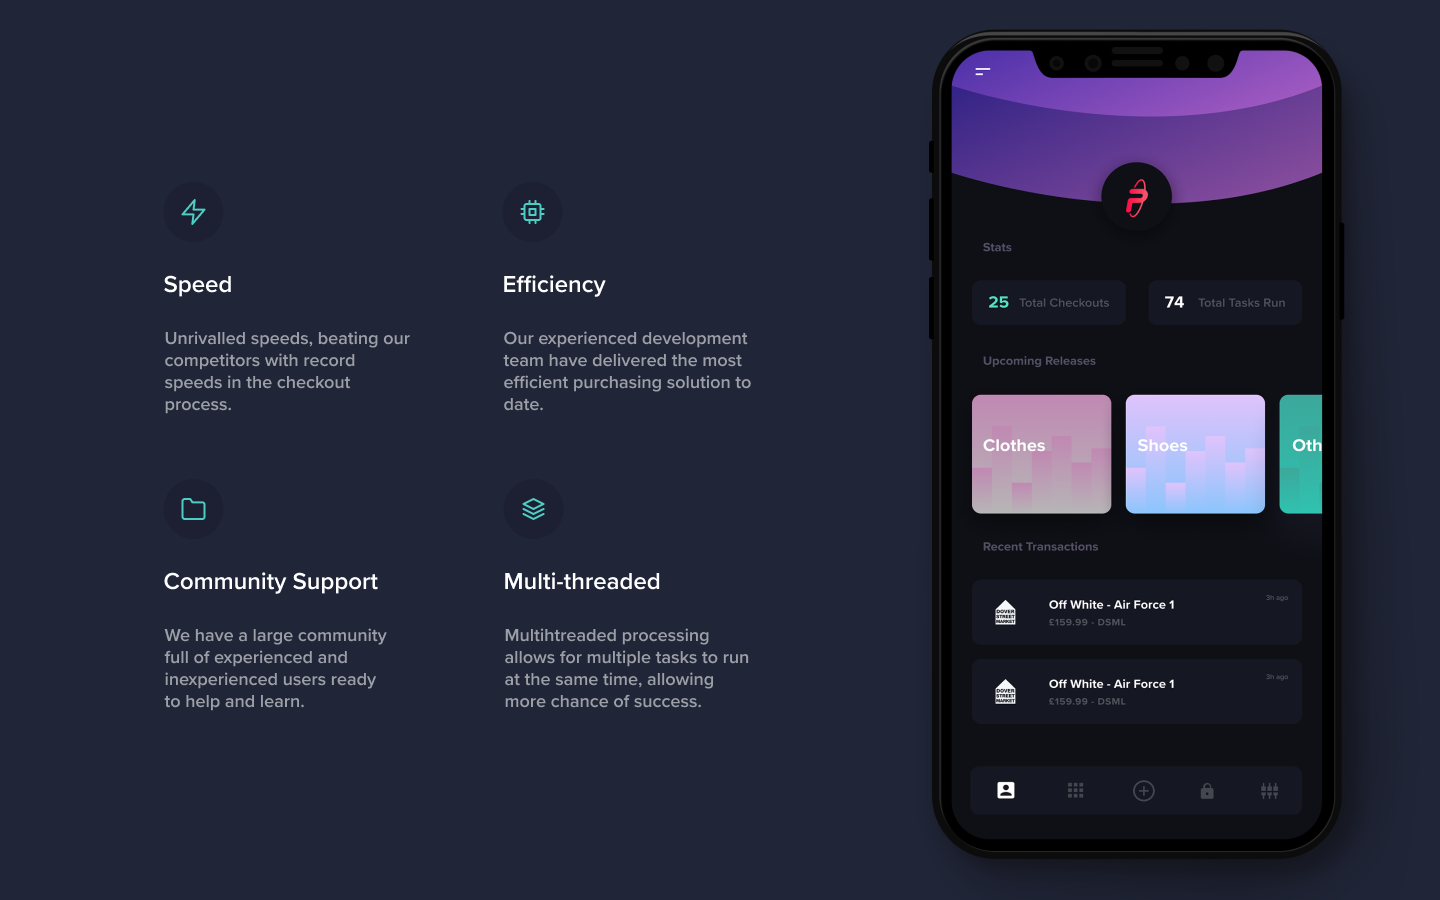 Speed
Unrivalled speeds, beating our
competitors with record
speeds in the checkout
process.
Efficiency
Our experienced development
team have delivered the most
efficient purchasing solution to
date.
Community Support
We have a large community
full of experienced and
inexperienced users ready
to help and learn.
Multi-threaded
Multihtreaded processing
allows for multiple tasks to run
at the same time, allowing
more chance of success.
Stats
25 Total Checkouts
74 Total Tasks Run
Upcoming Releases
Clothes
Shoes
Oth
Recent Transactions
DOVER
STREET
MARKET
Off White - Air Force 1
£159.99 - DSML
3h ago
DOVER
STREET
MARKET
Off White - Air Force 1
£159.99 - DSML
3h ago